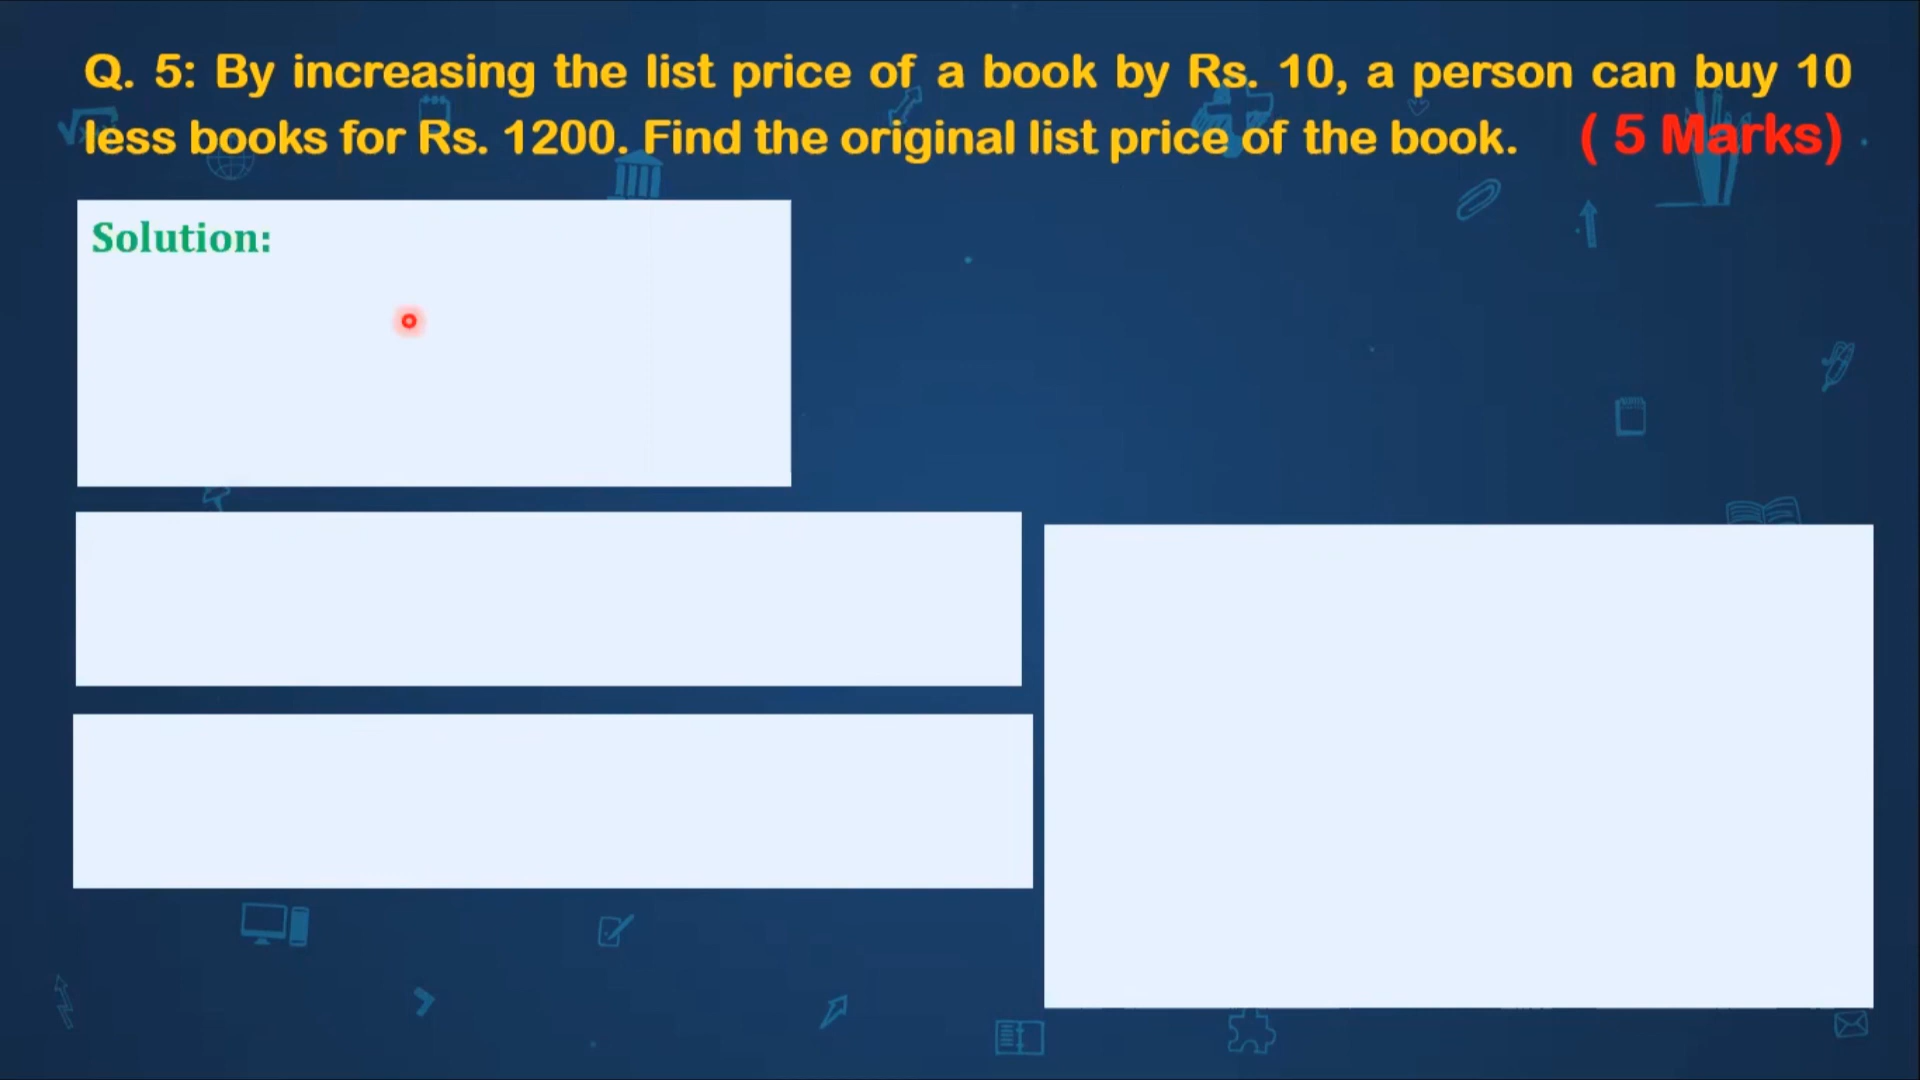 Q. 5: By increasing the list price of a book by Rs. 10, a person can buy 10
less books for Rs. 1200. Find the original list price of the book. ( 5 Marks)
Solution: